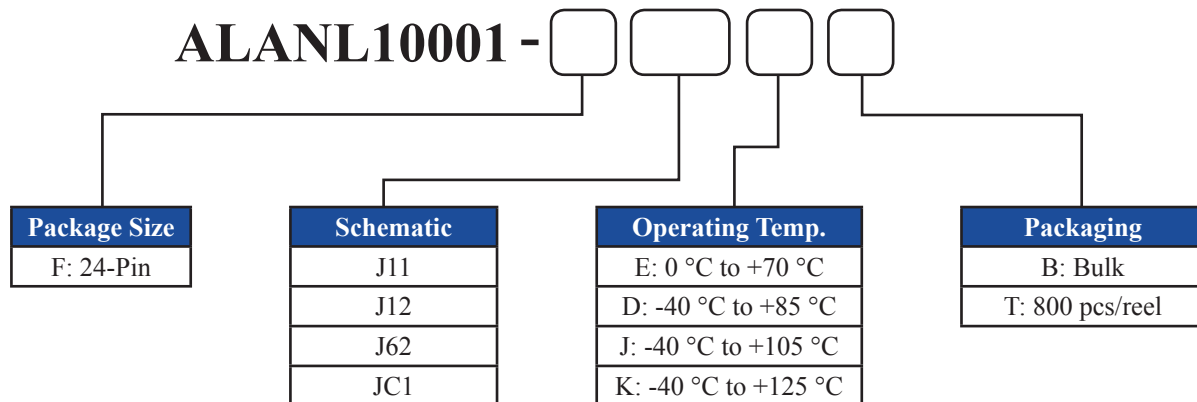 ALANL10001 -
Package Size
F: 24-Pin
Schematic
J11
J12
J62
JC1
Operating Temp.
E: 0 °C to +70 °C
D: -40 °C to +85 °C
J: -40 °C to +105 °C
K: -40 °C to +125 °C
Packaging
B: Bulk
T: 800 pcs/reel